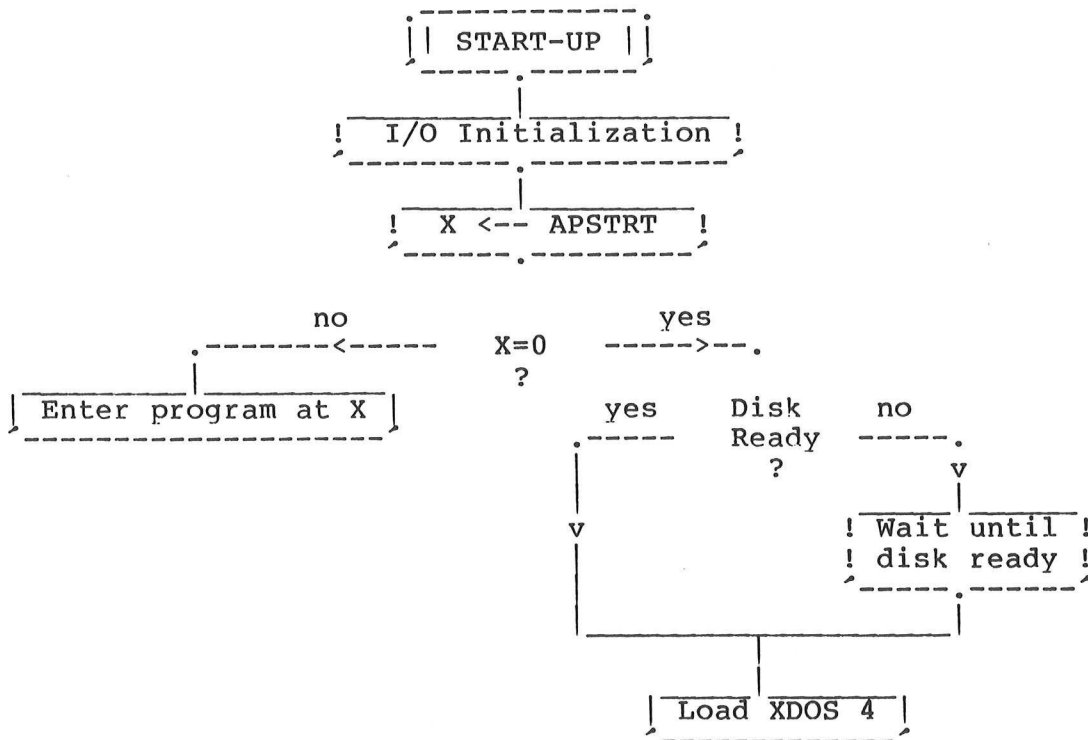 START-UP
I/O Initialization
X <-- APSTRT
no X=0 yes
?
Enter program at X
yes Disk no
Ready
?
v
v
Wait until
disk ready
Load XDOS 4